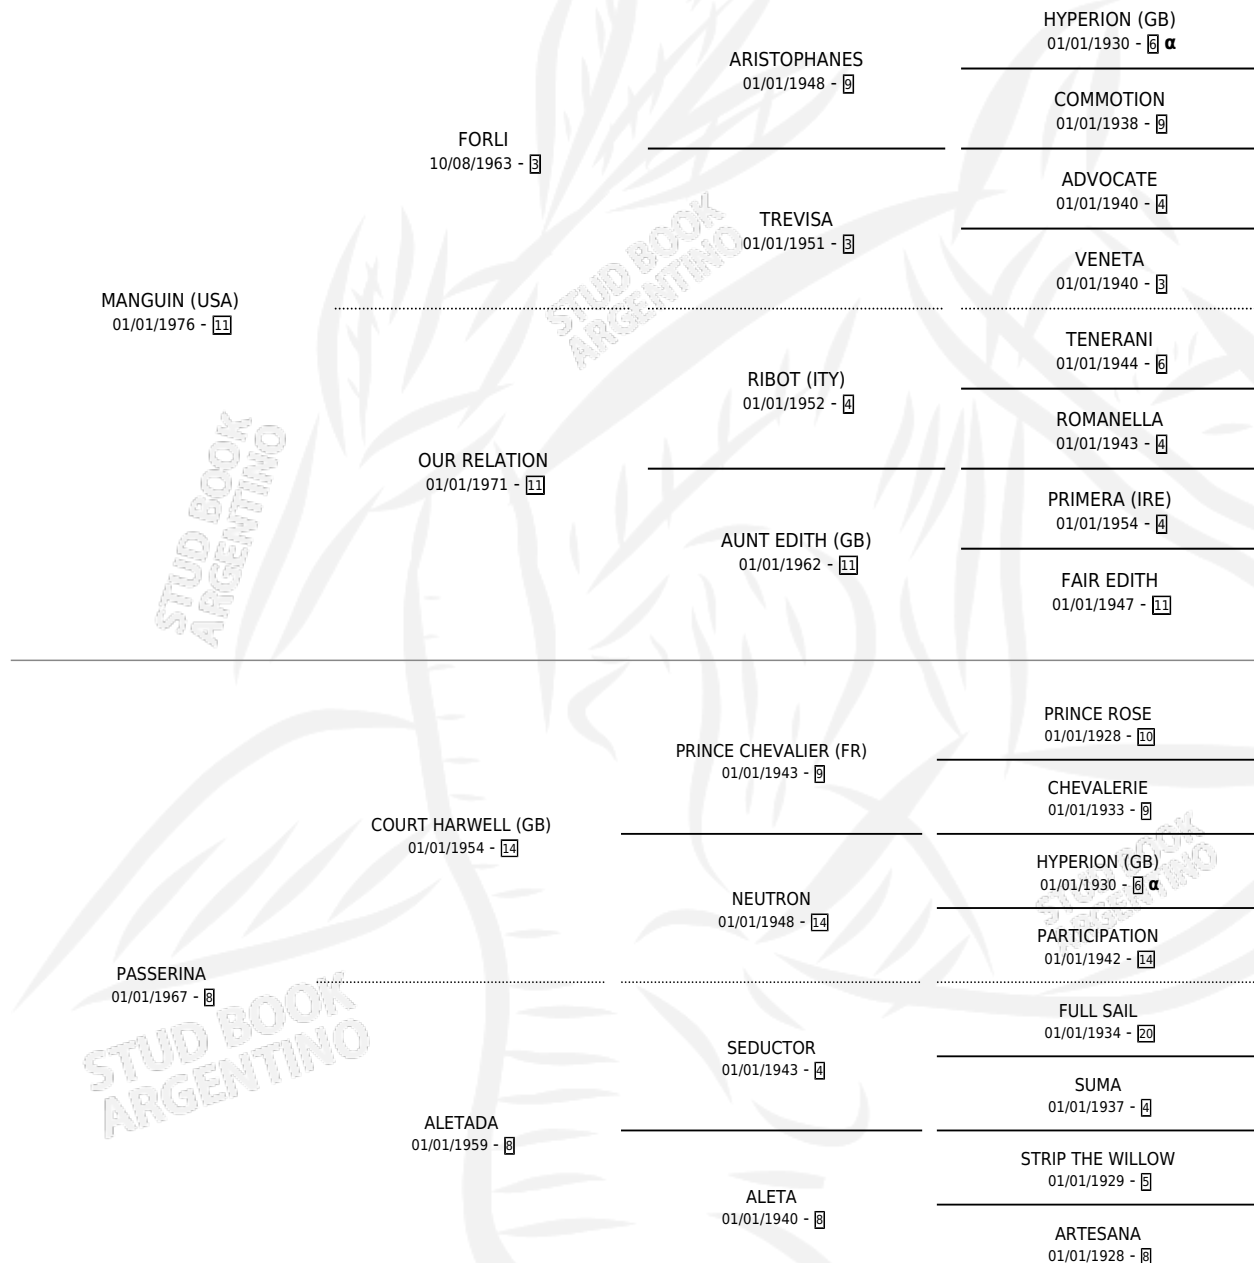 HYPERION (GB)
01/01/1930 - 6 α
ARISTOPHANES
01/01/1948 - 9
COMMOTION
01/01/1938 - 9
FORLI
10/08/1963 - 3
ADVOCATE
01/01/1940 - 4
TREVISA
01/01/1951 - 3
VENETA
01/01/1940 - 3
MANGUIN (USA)
01/01/1976 - 11
TENERANI
01/01/1944 - 6
RIBOT (ITY)
01/01/1952 - 4
ROMANELLA
01/01/1943 - 4
OUR RELATION
01/01/1971 - 11
PRIMERA (IRE)
01/01/1954 - 4
AUNT EDITH (GB)
01/01/1962 - 11
FAIR EDITH
01/01/1947 - 11
STUD BOOK
ARGENTINO
STUD BOOK
ARGENTINO
PRINCE ROSE
01/01/1928 - 10
PRINCE CHEVALIER (FR)
01/01/1943 - 9
CHEVALERIE
01/01/1933 - 9
COURT HARWELL (GB)
01/01/1954 - 14
HYPERION (GB)
01/01/1930 - 6 α
NEUTRON
01/01/1948 - 14
PARTICIPATION
01/01/1942 - 14
STUD BOOK
ARGENTINO
PASSERINA
01/01/1967 - 8
FULL SAIL
01/01/1934 - 20
SEDUCTOR
01/01/1943 - 4
SUMA
01/01/1937 - 4
ALETADA
01/01/1959 - 8
STRIP THE WILLOW
01/01/1929 - 5
ALETA
01/01/1940 - 8
ARTESANA
01/01/1928 - 8
STUD BOOK
ARGENTINO